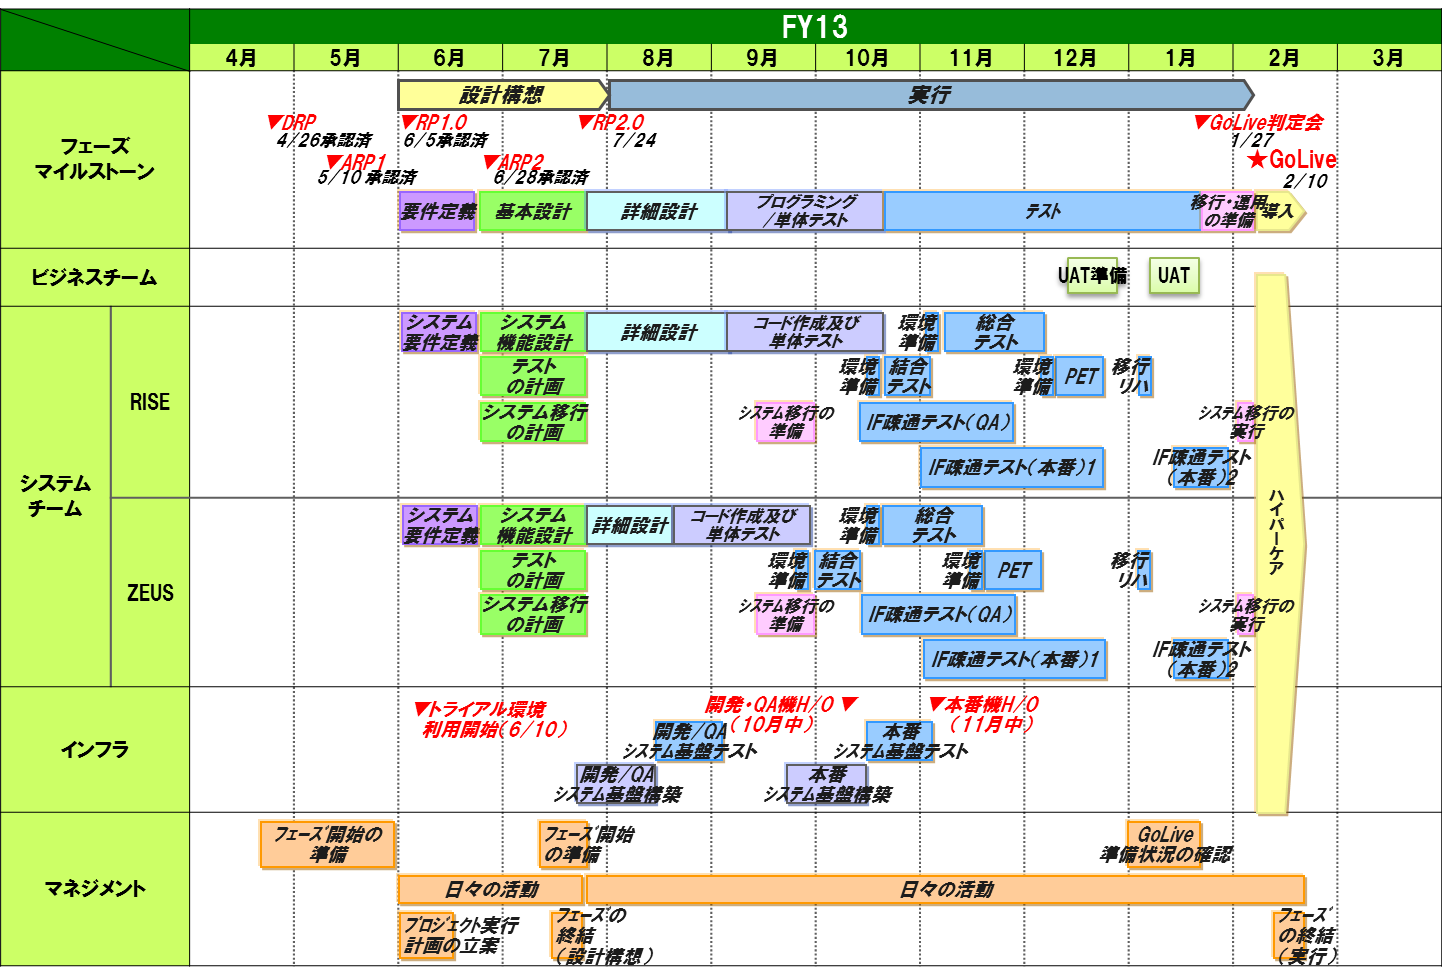 FY13
4月
5月
6月
7月
8月
9月
10月
11月
12月
1月
2月
3月
フェーズ
マイルストーン
設計構想
実行
▼DRP
4/26承認済
▼RP1.0
6/5承認済
▼RP2.0
7/24
▼GoLive判定会
1/27
▼ARP1
5/10 承認済
▼ARP2
6/28承認済
★GoLive
2/10
要件定義
基本設計
詳細設計
プログラミング
/単体テスト
テスト
移行・運用
の準備
導入
ビジネスチーム
UAT準備
UAT
システム
チーム
RISE
システム
要件定義
システム
機能設計
詳細設計
コード作成及び
単体テスト
環境
準備
総合
テスト
テスト
の計画
環境
準備
結合
テスト
環境
準備
PET
移行
リハ
システム移行
の計画
システム移行の
準備
IF疎通テスト(QA)
システム移行の
実行
IF疎通テスト(本番)1
IF疎通テスト
(本番)2
ハイパーケア
ZEUS
システム
要件定義
システム
機能設計
詳細設計
コード作成及び
単体テスト
環境
準備
総合
テスト
テスト
の計画
環境
準備
結合
テスト
環境
準備
PET
移行
リハ
システム移行
の計画
システム移行の
準備
IF疎通テスト(QA)
システム移行の
実行
IF疎通テスト(本番)1
IF疎通テスト
(本番)2
インフラ
▼トライアル環境
利用開始(6/10)
開発・QA機H/O ▼
(10月中)
▼本番機H/O
(11月中)
開発/QA
システム基盤テスト
本番
システム基盤テスト
開発/QA
システム基盤構築
本番
システム基盤構築
マネジメント
フェーズ開始の
準備
フェーズ開始
の準備
GoLive
準備状況の確認
日々の活動
日々の活動
プロジェクト実行
計画の立案
フェーズの
終結
(設計構想)
フェーズ
の終結
(実行)